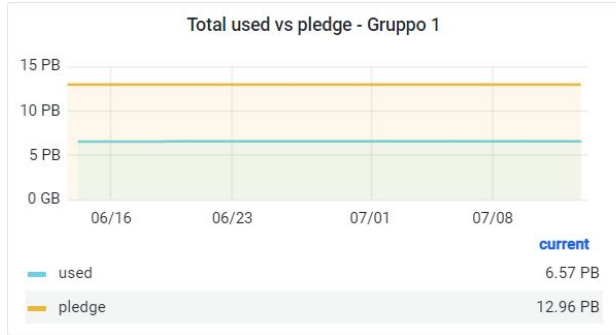 Total used vs pledge - Gruppo 1
15 PB
10 PB
5 PB
0 GB
06/16 06/23 07/01 07/08
current
used 6.57 PB
pledge 12.96 PB